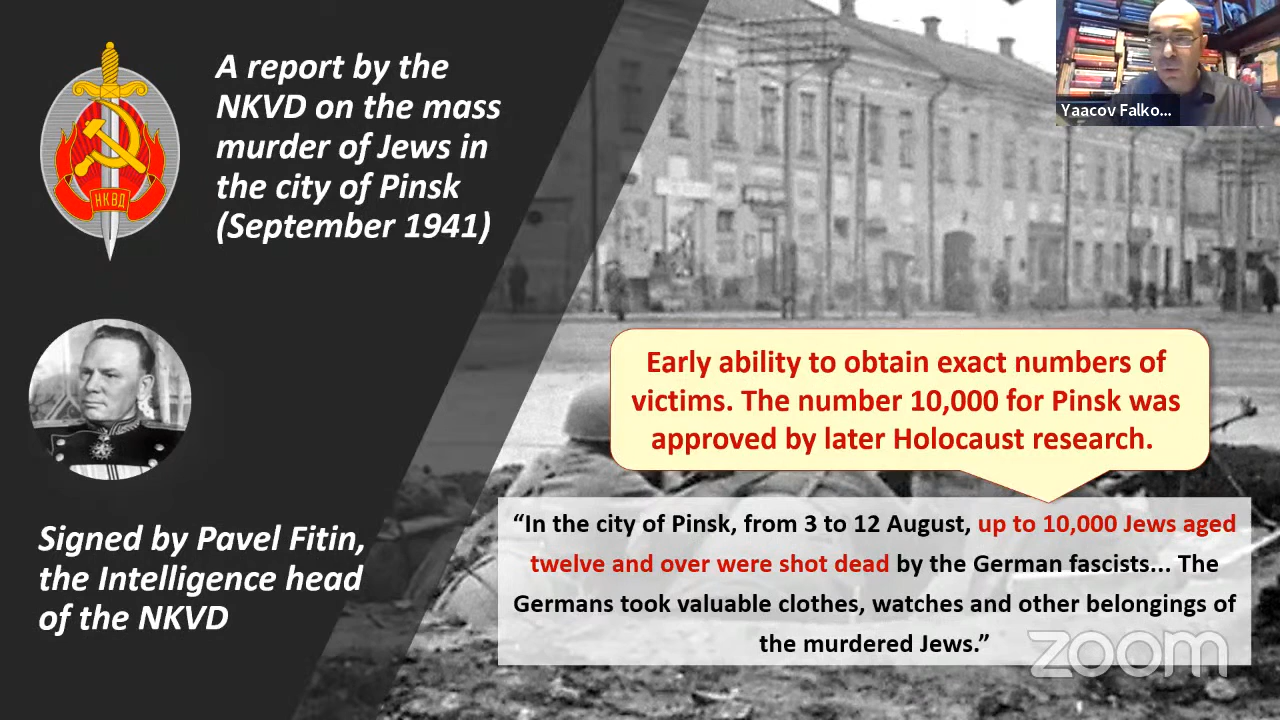 A report by the
NKVD on the mass
murder of Jews in
the city of Pinsk
(September 1941)
НКВД
Signed by Pavel Fitin,
the Intelligence head
of the NKVD
Yaacov Falko...
Early ability to obtain exact numbers of
victims. The number 10,000 for Pinsk was
approved by later Holocaust research.
“In the city of Pinsk, from 3 to 12 August, up to 10,000 Jews aged
twelve and over were shot dead by the German fascists... The
Germans took valuable clothes, watches and other belongings of
the murdered Jews.”
zoom